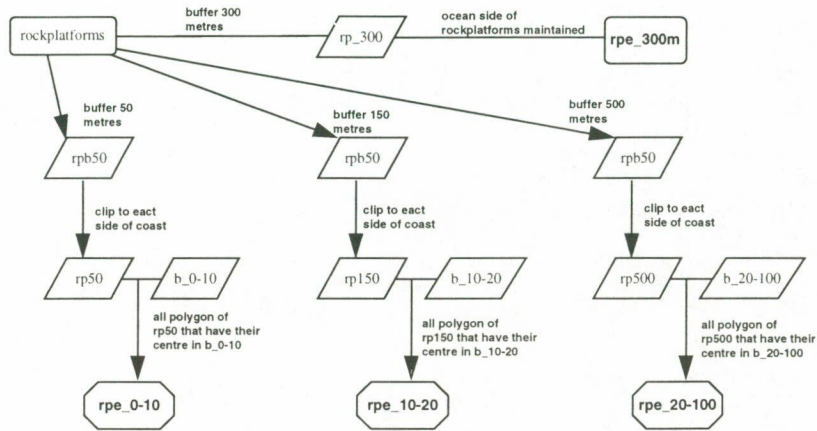 buffer 300
metres
ocean side of
rockplatforms maintained
rockplatforms
rp_300
rpe_300m
buffer 50
metres
buffer 150
metres
buffer 500
metres
rpb50
rpb50
rpb50
clip to eact
side of coast
clip to eact
side of coast
clip to eact
side of coast
rp50
b_0-10
rp150
b_10-20
rp500
b_20-100
all polygon of
rp50 that have their
centre in b_0-10
all polygon of
rp150 that have their
centre in b_10-20
all polygon of
rp500 that have their
centre in b_20-100
rpe_0-10
rpe_10-20
rpe_20-100